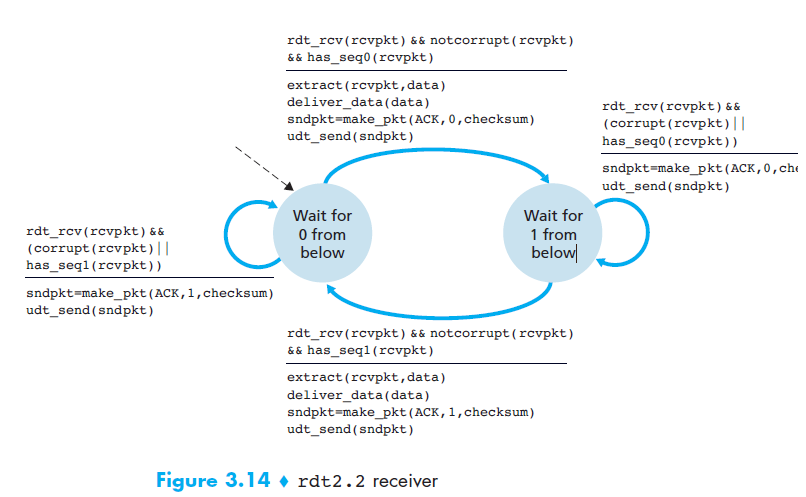 rdt_rcv(rcvpkt) && notcorrupt(rcvpkt)
&& has_seq0(rcvpkt)
extract(rcvpkt,data)
deliver_data(data)
sndpkt=make_pkt(ACK,0,checksum)
udt_send(sndpkt)
rdt_rcv(rcvpkt) &&
(corrupt(rcvpkt)||
has_seq0(rcvpkt))
sndpkt=make_pkt(ACK,0,che
udt_send(sndpkt)
Wait for
0 from
below
Wait for
1 from
below
rdt_rcv(rcvpkt) &&
(corrupt(rcvpkt)||
has_seq1(rcvpkt))
sndpkt=make_pkt(ACK,1,checksum)
udt_send(sndpkt)
rdt_rcv(rcvpkt) && notcorrupt(rcvpkt)
&& has_seq1(rcvpkt)
extract(rcvpkt,data)
deliver_data(data)
sndpkt=make_pkt(ACK,1,checksum)
udt_send(sndpkt)
Figure 3.14 ♦ rdt2.2 receiver